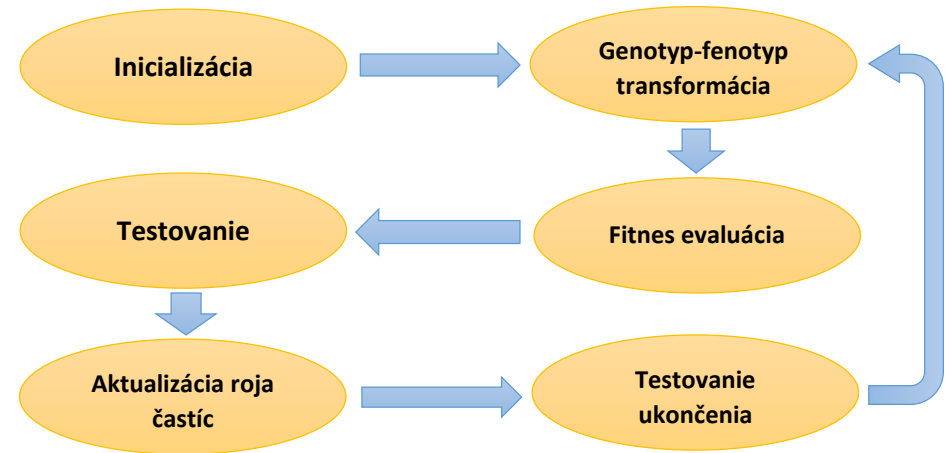 Inicializácia
Genotyp-fenotyp
transformácia
Testovanie
Fitnes evaluácia
Aktualizácia roja
častíc
Testovanie
ukončenia